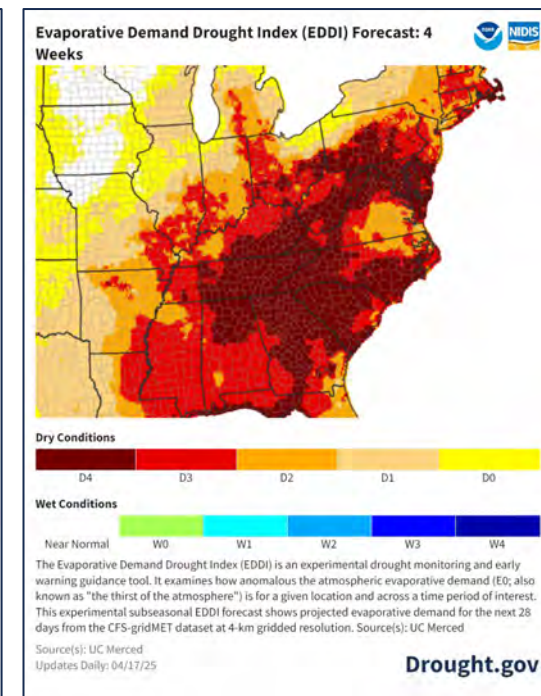 Evaporative Demand Drought Index (EDDI) Forecast: 4
Weeks
NOAA
NIDIS
Dry Conditions
D4 D3 D2 D1 D0
Wet Conditions
Near Normal W0 W1 W2 W3 W4
The Evaporative Demand Drought Index (EDDI) is an experimental drought monitoring and early
warning guidance tool. It examines how anomalous the atmospheric evaporative demand (E0; also
known as "the thirst of the atmosphere") is for a given location and across a time period of interest.
This experimental subseasonal EDDI forecast shows projected evaporative demand for the next 28
days from the CFS-gridMET dataset at 4-km gridded resolution. Source(s): UC Merced
Source(s): UC Merced
Updates Daily: 04/17/25
Drought.gov